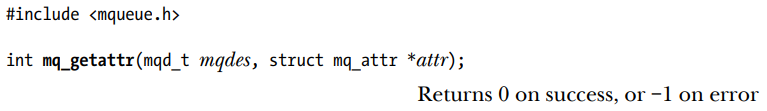 #include <mqueue.h>
int mq_getattr(mqd_t mqdes, struct mq_attr *attr);
Returns 0 on success, or −1 on error